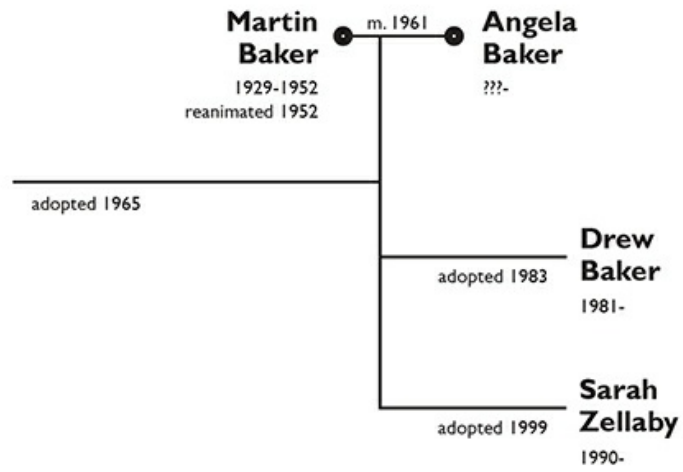 Martin
Baker
1929-1952
reanimated 1952
m. 1961
Angela
Baker
???-
adopted 1965
adopted 1983
Drew
Baker
1981-
adopted 1999
Sarah
Zellaby
1990-